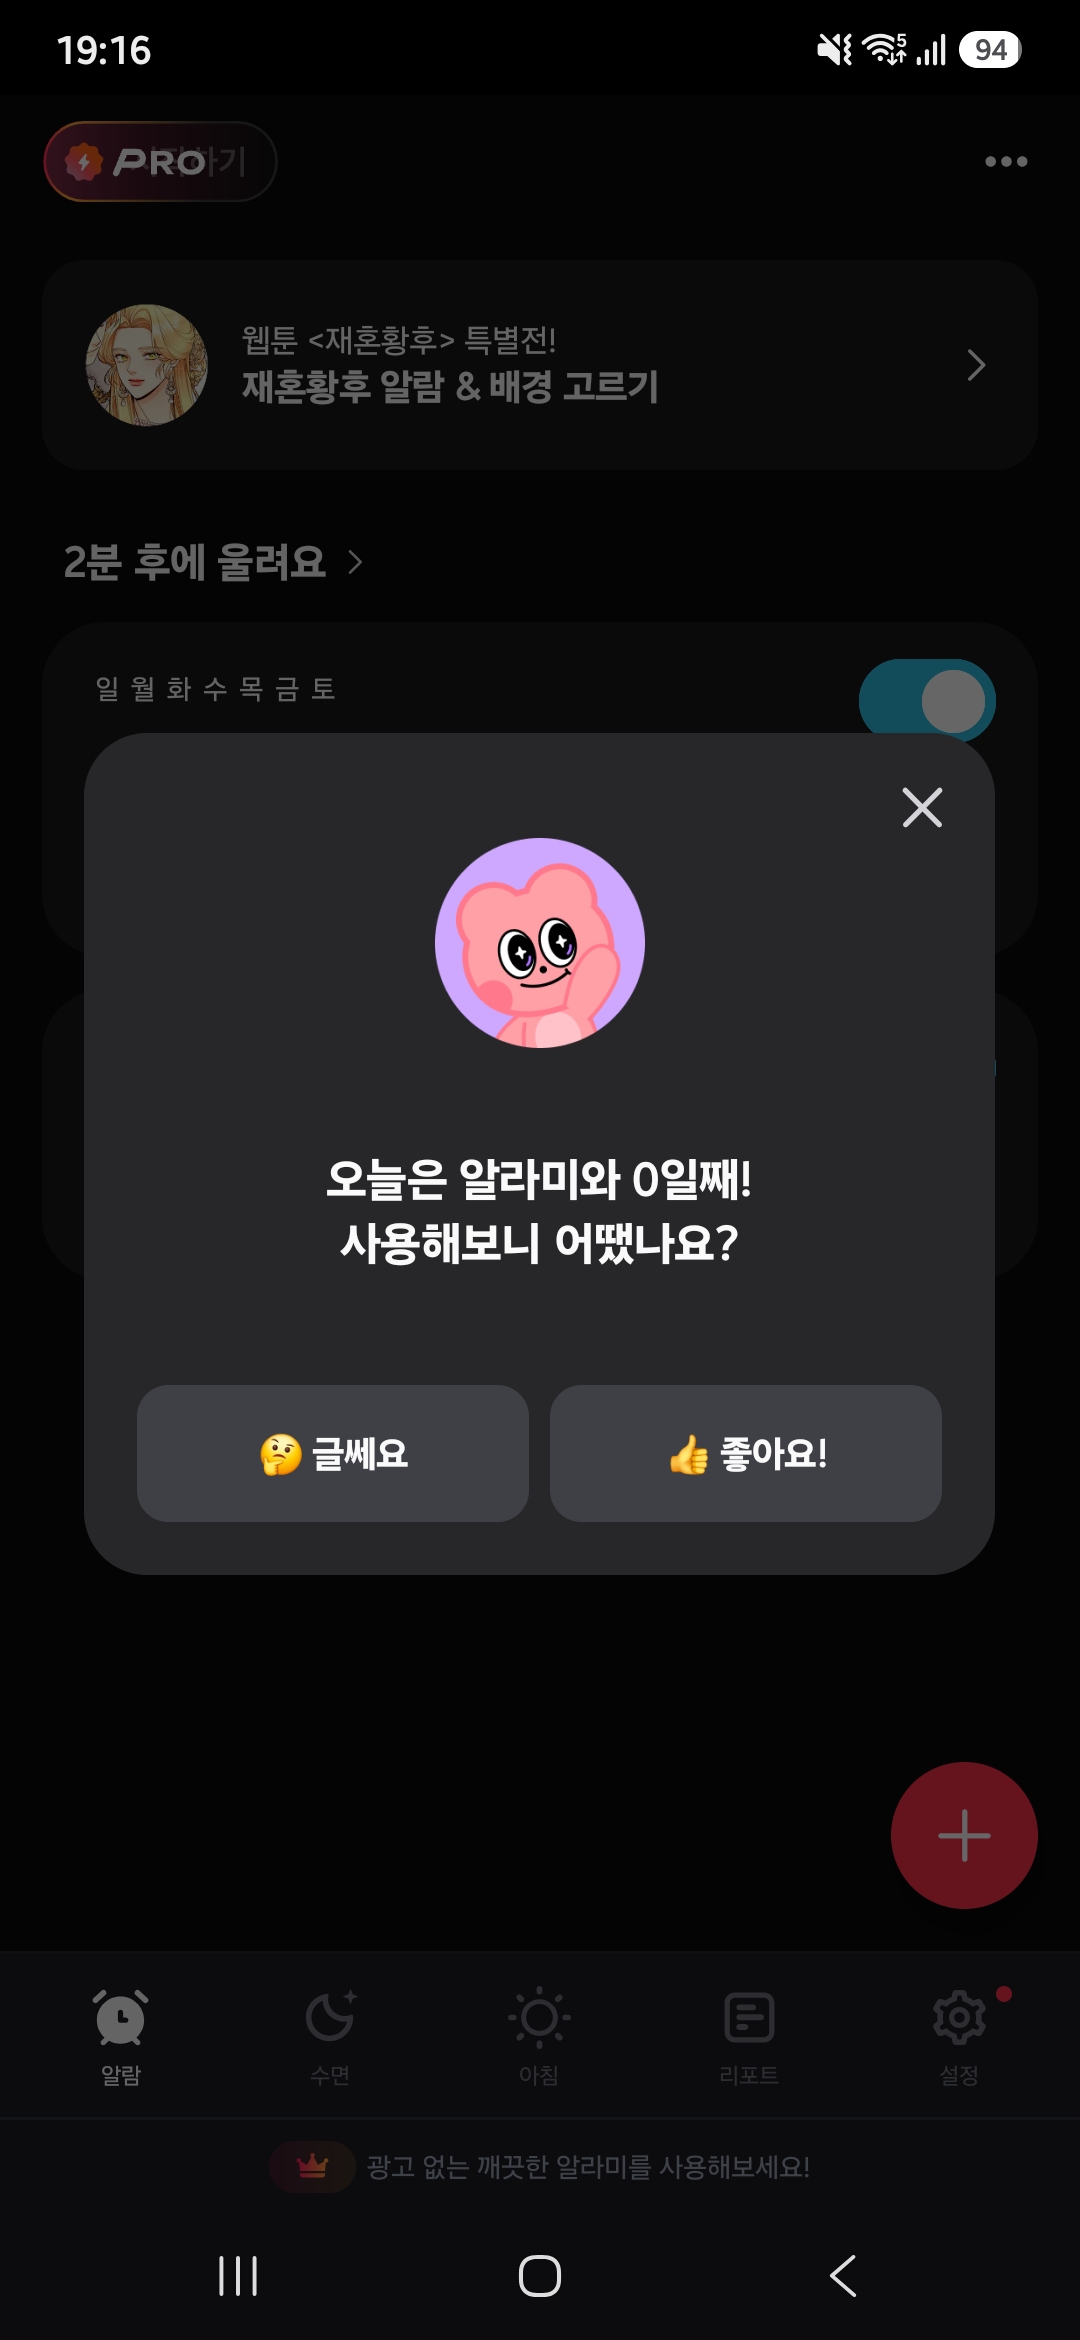 19:16
5
94
PRO
하기
웹툰 <재혼황후> 특별전!
재혼황후 알람 & 배경 고르기
2분 후에 울려요
일 월 화 수 목 금 토
오늘은 알라미와 0일째!
사용해보니 어땠나요?
🤔 글쎄요
👍 좋아요!
알람
수면
아침
리포트
설정
광고 없는 깨끗한 알라미를 사용해보세요!